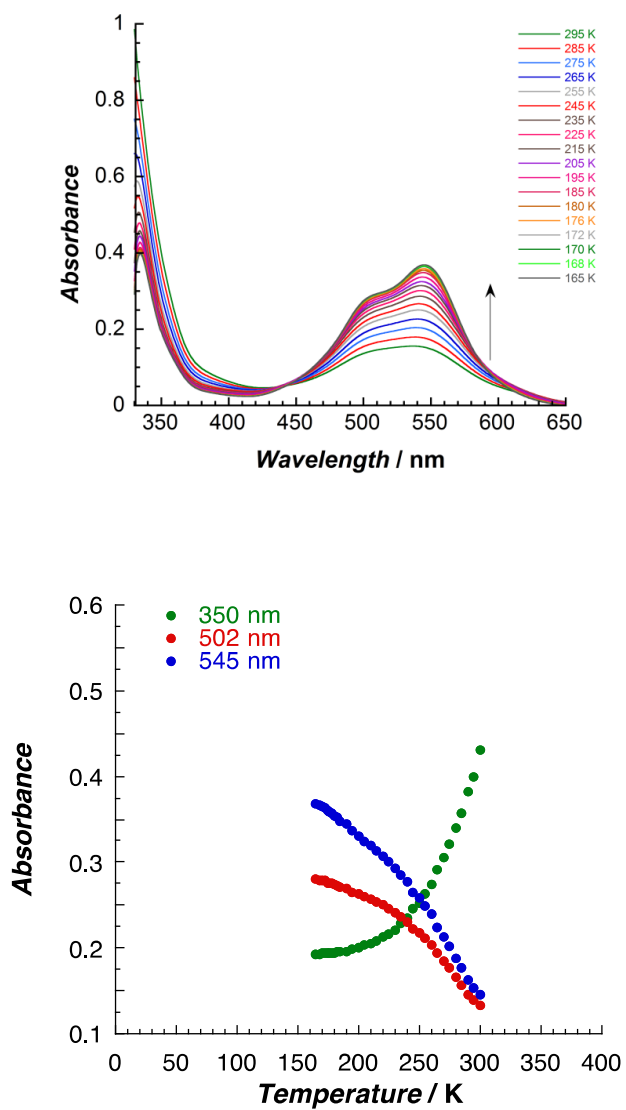 1
0.8
0.6
0.4
0.2
0
Absorbance
295 K
285 K
275 K
265 K
255 K
245 K
235 K
225 K
215 K
205 K
195 K
185 K
180 K
176 K
172 K
170 K
168 K
165 K
350 400 450 500 550 600 650
Wavelength / nm
0.6
0.5
0.4
0.3
0.2
0.1
Absorbance
350 nm
502 nm
545 nm
0 50 100 150 200 250 300 350 400
Temperature / K